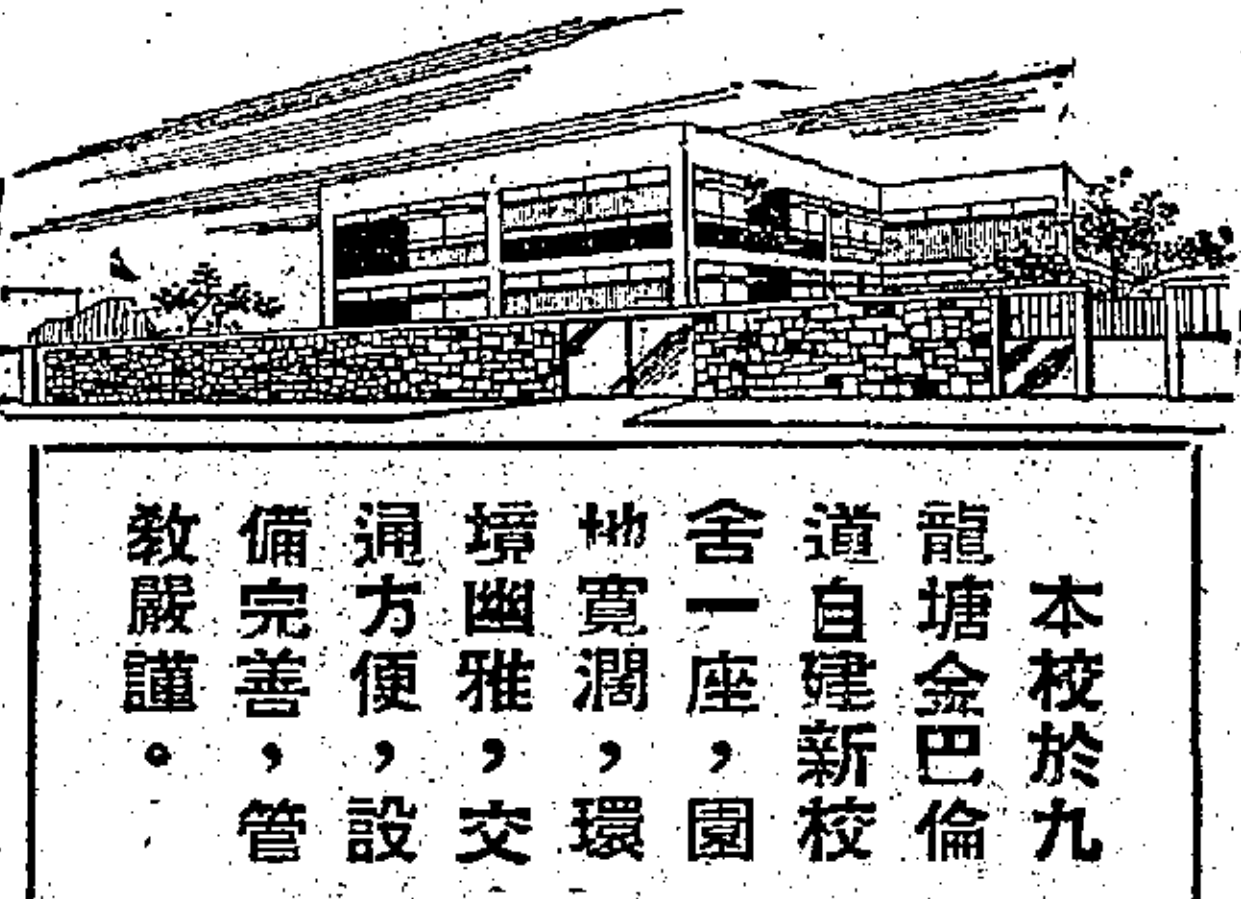 本校於九
龍塘金巴倫
道自建新校
舍一座，園
地寬濶，環
境幽雅，交
通方便，設
備完善，管
教嚴謹。